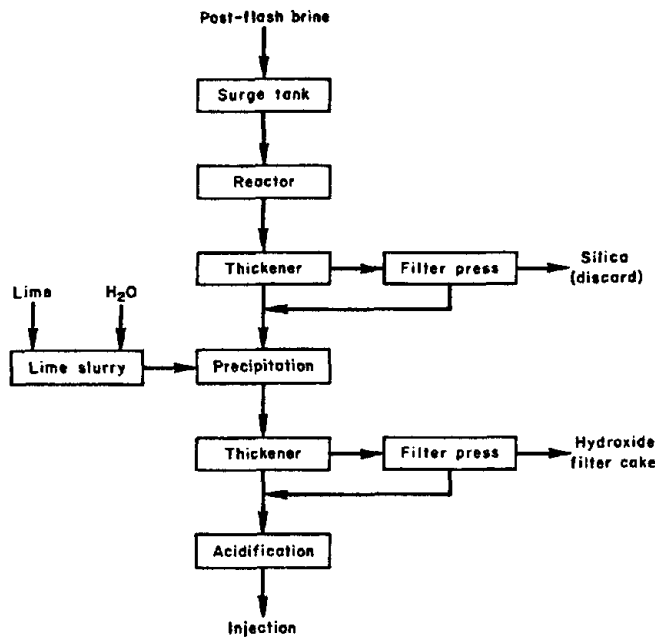 Post-flash brine
Surge tank
Reactor
Thickener
Filter press
Silica
(discard)
Lime
H₂O
Lime slurry
Precipitation
Thickener
Filter press
Hydroxide
filter cake
Acidification
Injection